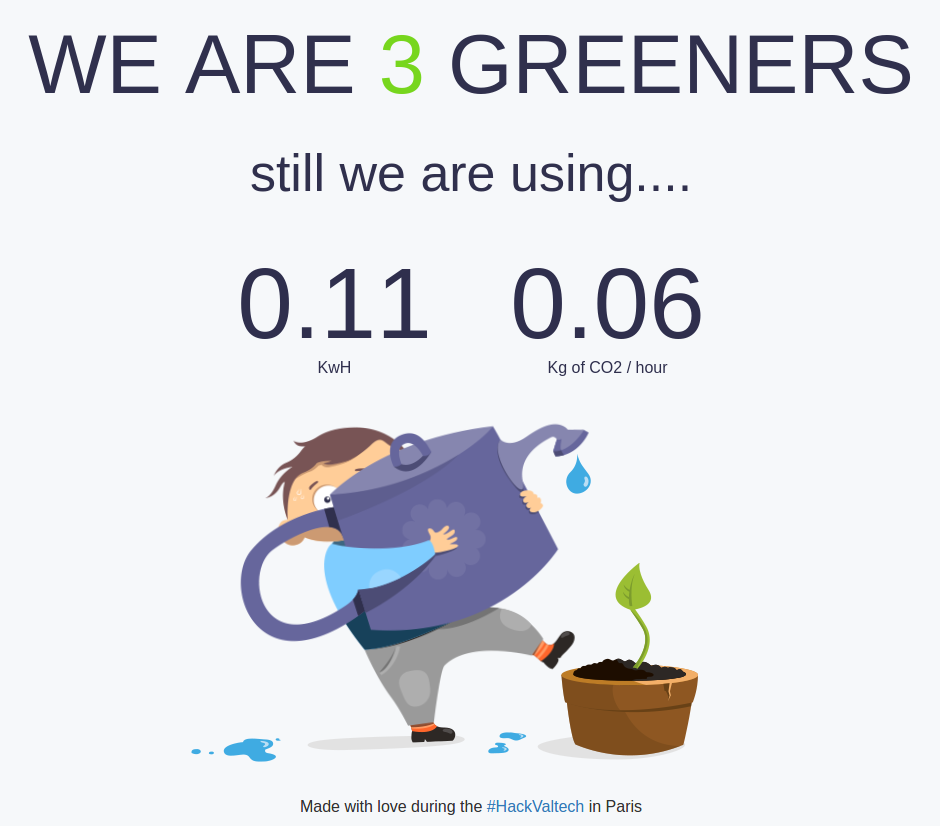 WE ARE 3 GREENERS
still we are using....
0.11 0.06
KwH Kg of CO2 / hour
Made with love during the #HackValtech in Paris